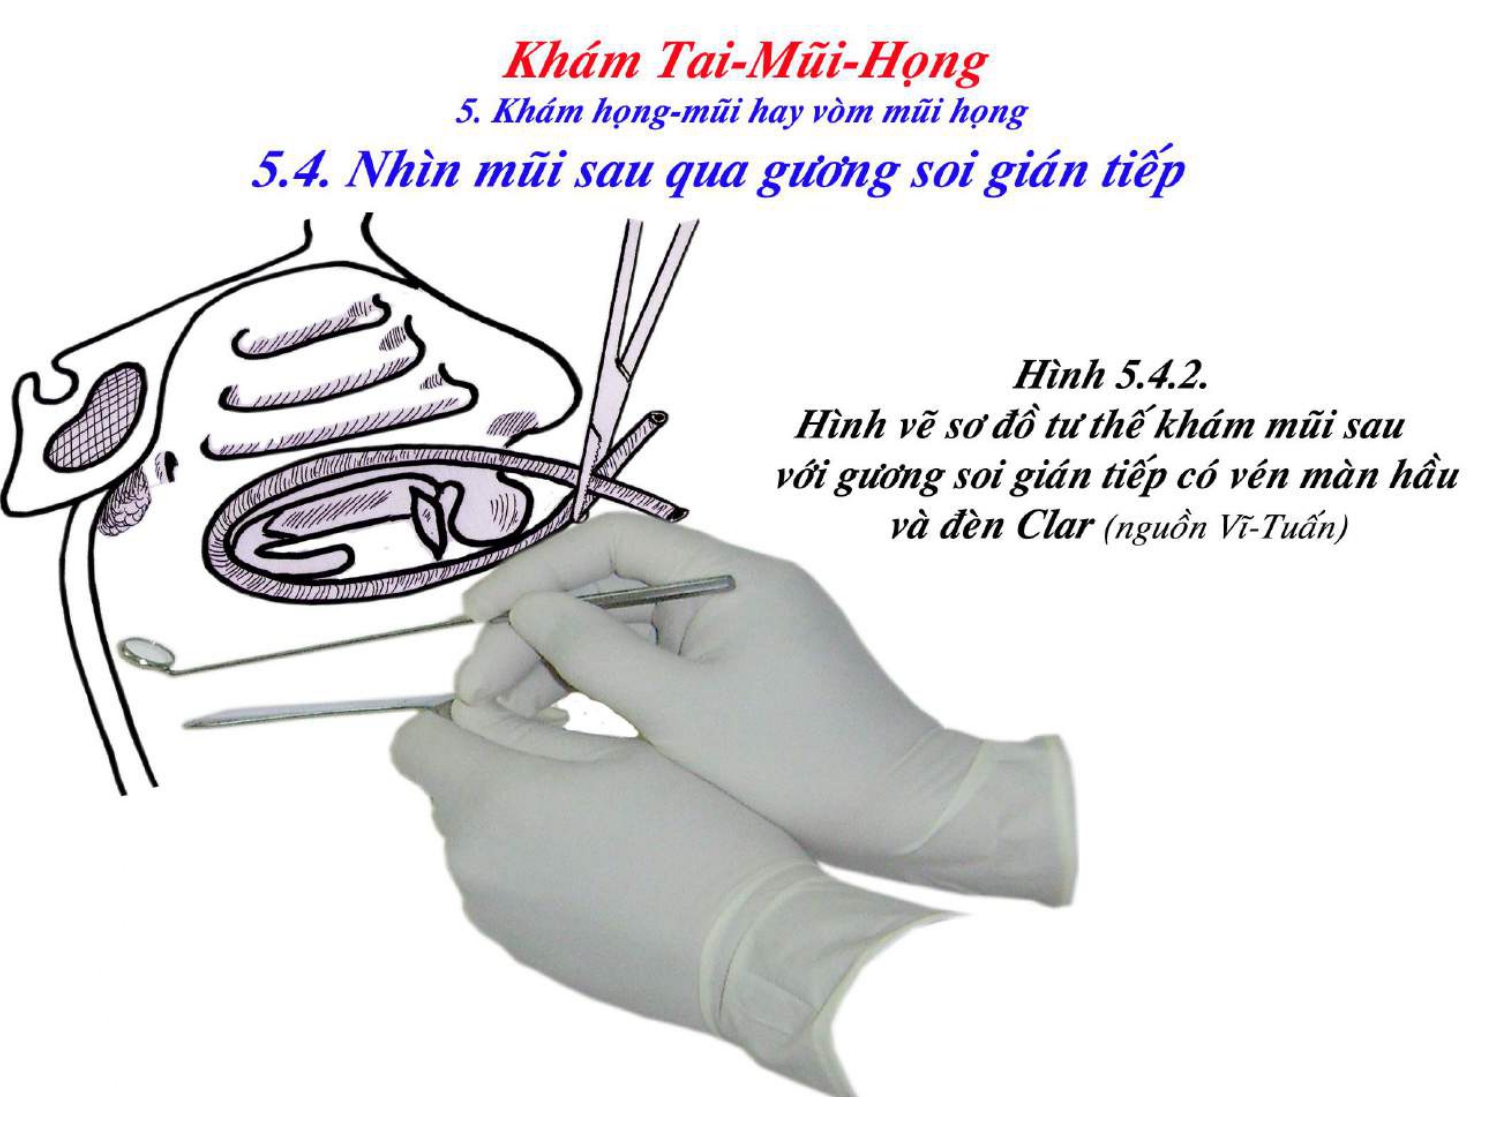 Khám Tai-Mũi-Họng
5. Khám họng-mũi hay vòm mũi họng
5.4. Nhìn mũi sau qua gương soi gián tiếp
Hình 5.4.2.
Hình vẽ sơ đồ tư thế khám mũi sau
với gương soi gián tiếp có vén màn hầu
và đèn Clar (nguồn Vĩ-Tuấn)